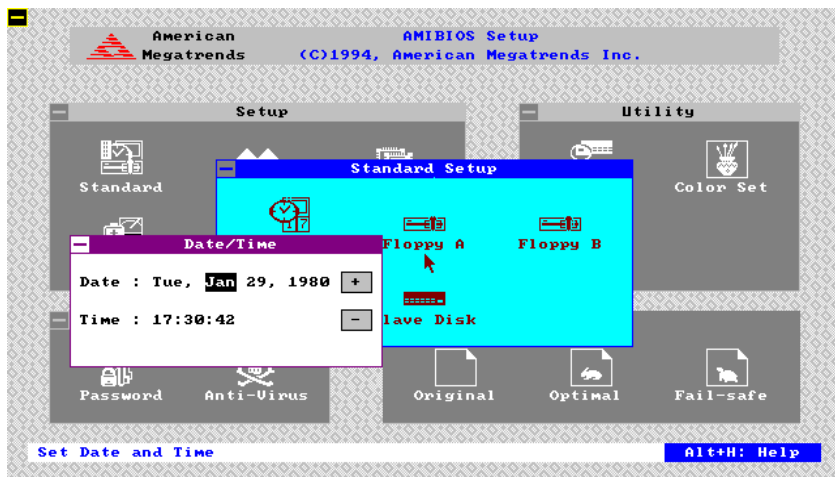 American
Megatrends
AMIBIOS Setup
(C)1994, American Megatrends Inc.
Setup
Utility
Standard
Color Set
Standard Setup
17
Floppy A
Floppy B
lave Disk
Date/Time
Date : Tue, Jan 29, 1980 +
Time : 17:30:42 -
Password
Anti-Virus
Original
Optimal
Fail-safe
Set Date and Time
Alt+H: Help